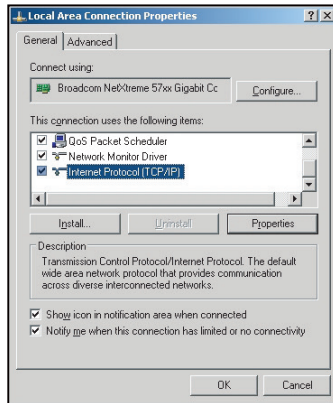 Local Area Connection Properties
General Advanced
Connect using:
Broadcom NetXtreme 57xx Gigabit Cc Configure...
This connection uses the following items:
QoS Packet Scheduler
Network Monitor Driver
Internet Protocol (TCP/IP)
Install... Uninstall Properties
Description
Transmission Control Protocol/Internet Protocol. The default
wide area network protocol that provides communication
across diverse interconnected networks.
Show icon in notification area when connected
Notify me when this connection has limited or no connectivity
OK Cancel